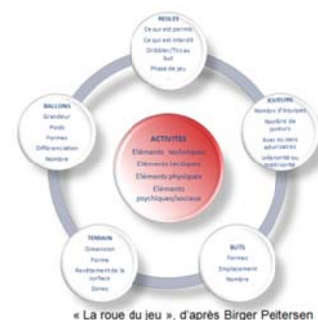 REGLES
Ce qui est permis
Ce qui est interdit
Dribbler/Tirs au
but
Phase de jeu
BALLONS
Grandeur
Poids
Formes
Différenciation
Nombre
JOUEURS
Nombre d'équipes
Nombre de
joueurs
Avec ou sans
adversaires
Infériorité ou
ACTIVITES
Eléments techniques
Eléments tactiques
Eléments physiques
Eléments
psychiques/sociaux
TERRAIN
Dimension
Forme
Revêtement de la
surface
Zones
BUTS
Formes
Emplacement
Nombre
« La roue du jeu », d'après Birger Peitersen